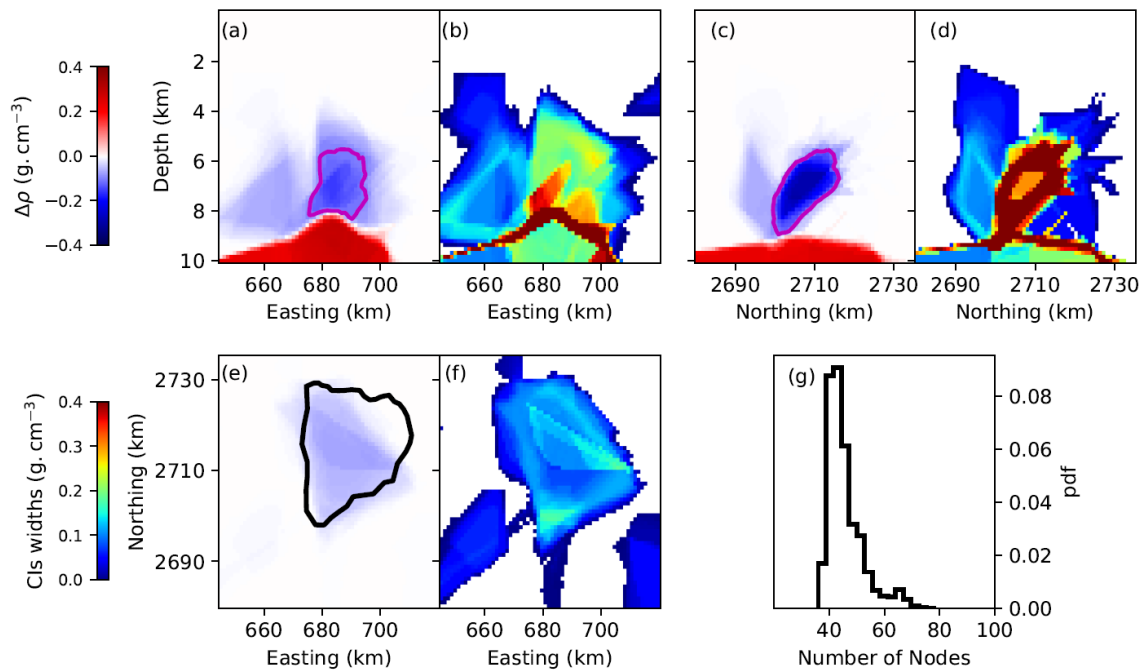 (a)
(b)
(c)
(d)
0.4
0.2
0.0
−0.2
−0.4
Δρ (g. cm⁻³)
2
4
6
8
10
Depth (km)
660 680 700
Easting (km)
660 680 700
Easting (km)
2690 2710 2730
Northing (km)
2690 2710 2730
Northing (km)
(e)
(f)
(g)
0.4
0.3
0.2
0.1
0.0
CIs widths (g. cm⁻³)
2730
2710
2690
Northing (km)
660 680 700
Easting (km)
660 680 700
Easting (km)
0.08
0.06
0.04
0.02
0.00
pdf
40 60 80 100
Number of Nodes